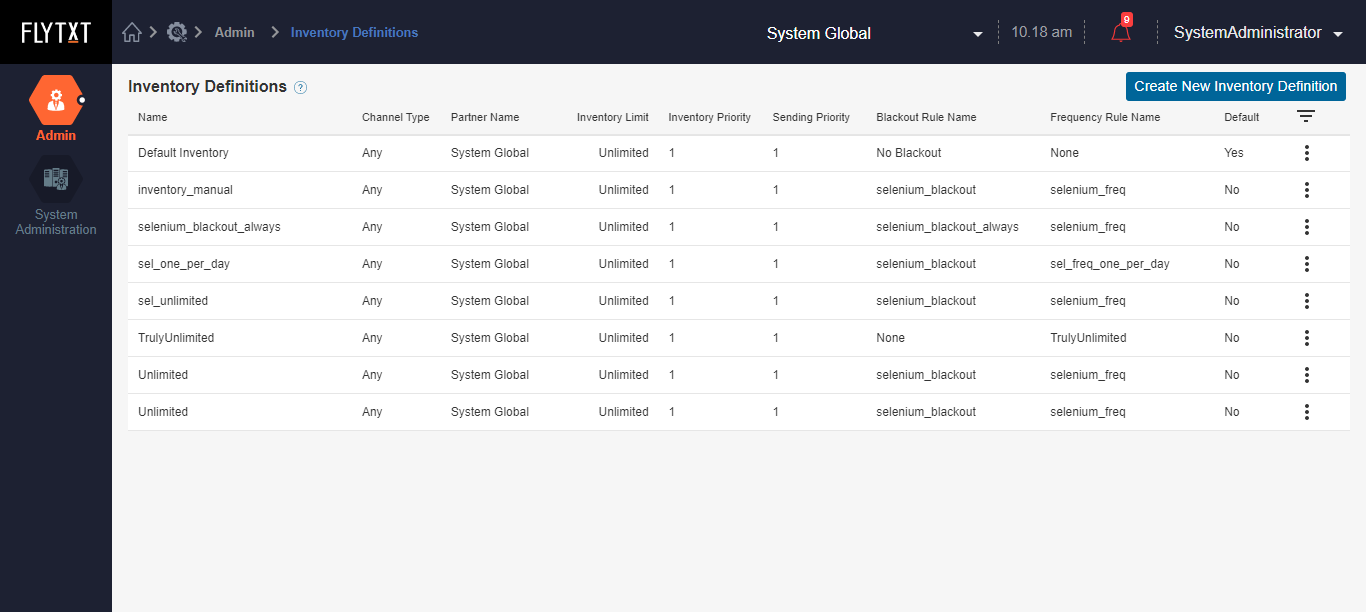 FLYTXT
Admin Inventory Definitions System Global 10.18 am 9 SystemAdministrator
Admin
System
Administration
Inventory Definitions ? Create New Inventory Definition
Name Channel Type Partner Name Inventory Limit Inventory Priority Sending Priority Blackout Rule Name Frequency Rule Name Default
Default Inventory Any System Global Unlimited 1 1 No Blackout None Yes
inventory_manual Any System Global Unlimited 1 1 selenium_blackout selenium_freq No
selenium_blackout_always Any System Global Unlimited 1 1 selenium_blackout_always selenium_freq No
sel_one_per_day Any System Global Unlimited 1 1 selenium_blackout sel_freq_one_per_day No
sel_unlimited Any System Global Unlimited 1 1 selenium_blackout selenium_freq No
TrulyUnlimited Any System Global Unlimited 1 1 None TrulyUnlimited No
Unlimited Any System Global Unlimited 1 1 selenium_blackout selenium_freq No
Unlimited Any System Global Unlimited 1 1 selenium_blackout selenium_freq No